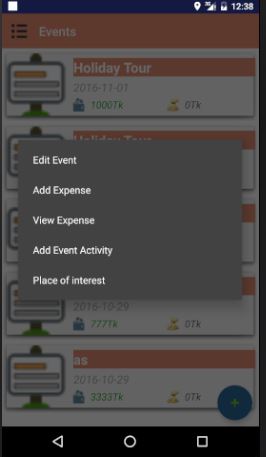 12:38
Events
Holiday Tour
2016-11-01
1000Tk 0Tk
Holiday Tour
Edit Event
Add Expense
View Expense
Add Event Activity
Place of interest
2016-10-29
777Tk 0Tk
as
2016-10-29
3333Tk 0Tk
+